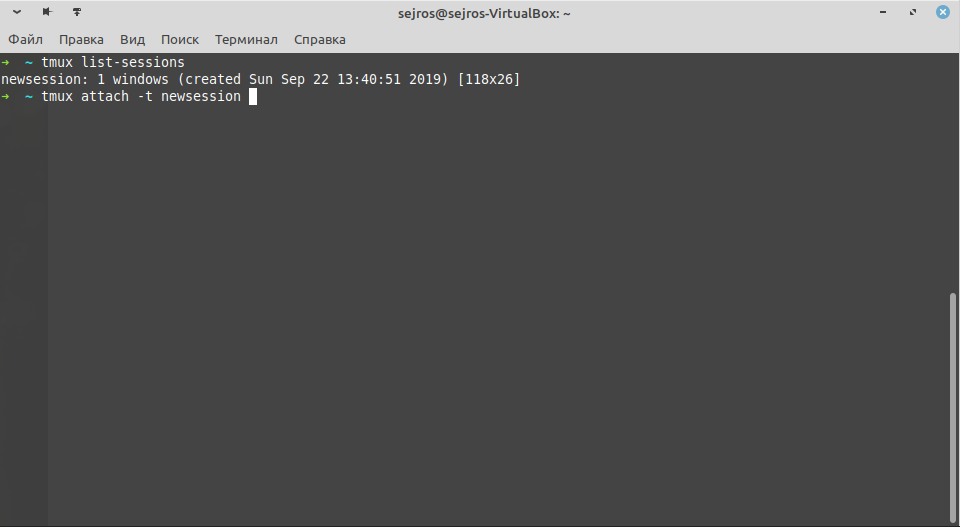 sejros@sejros-VirtualBox: ~
Файл Правка Вид Поиск Терминал Справка
➜ ~ tmux list-sessions
newsession: 1 windows (created Sun Sep 22 13:40:51 2019) [118x26]
➜ ~ tmux attach -t newsession